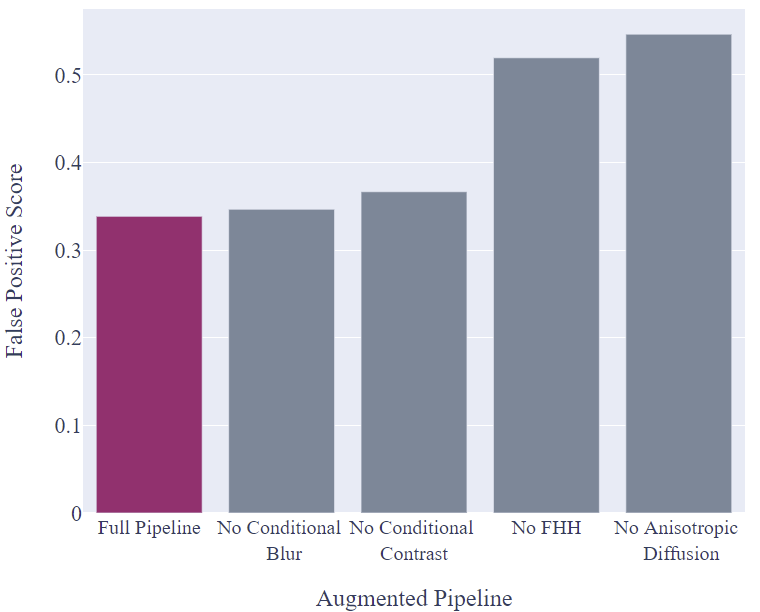 False Positive Score
0.5
0.4
0.3
0.2
0.1
0
Full Pipeline
No Conditional
Blur
No Conditional
Contrast
No FHH
No Anisotropic
Diffusion
Augmented Pipeline